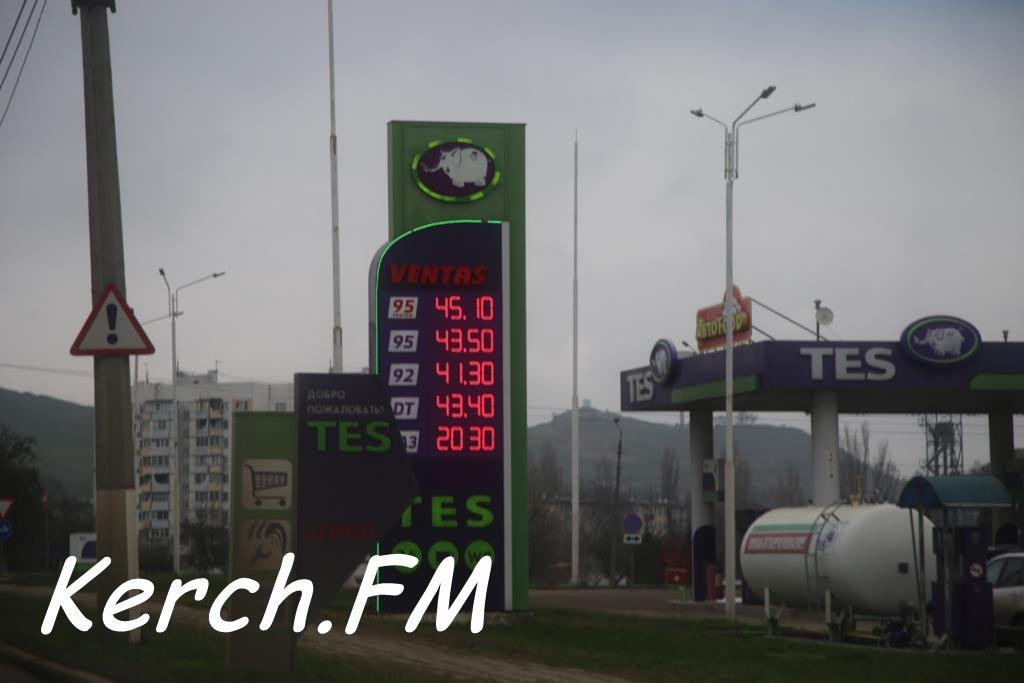 VENTAS
95 45.10
95 43.50
92 41.30
DT 43.40
АЗ 20 30
ДОБРО
ПОЖАЛОВАТЬ!
TES
TES
TES
TES
Kerch.FM